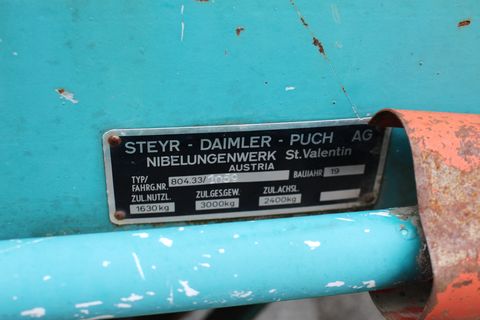 STEYR - DAIMLER - PUCH AG
NIBELUNGENWERK St.Valentin
AUSTRIA
TYP/
FAHRG.NR. 804.33/ BAUJAHR 19
ZUL.NUTZL. ZUL.GES.GEW. ZUL.ACHSL.
1630kg 3000kg 2400kg